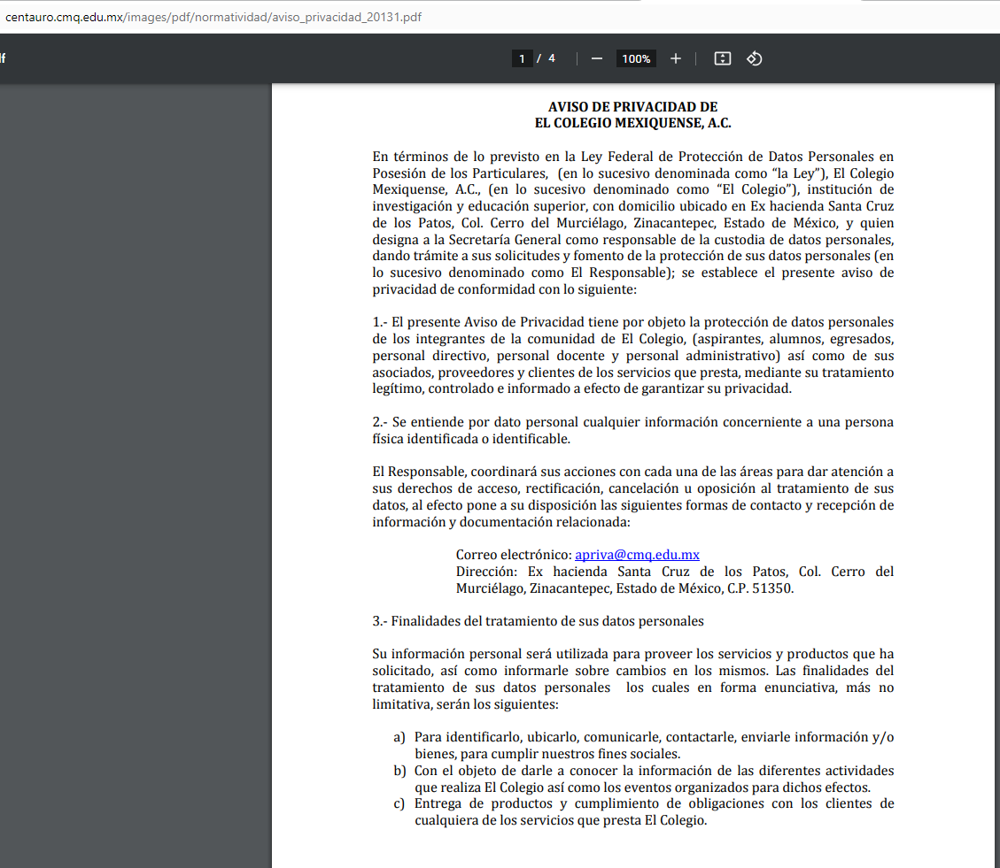 centauro.cmq.edu.mx/images/pdf/normatividad/aviso_privacidad_20131.pdf
1 / 4 — 100% +
AVISO DE PRIVACIDAD DE
EL COLEGIO MEXIQUENSE, A.C.
En términos de lo previsto en la Ley Federal de Protección de Datos Personales en
Posesión de los Particulares, (en lo sucesivo denominada como “la Ley”), El Colegio
Mexiquense, A.C., (en lo sucesivo denominado como “El Colegio”), institución de
investigación y educación superior, con domicilio ubicado en Ex hacienda Santa Cruz
de los Patos, Col. Cerro del Murciélago, Zinacantepec, Estado de México, y quien
designa a la Secretaría General como responsable de la custodia de datos personales,
dando trámite a sus solicitudes y fomento de la protección de sus datos personales (en
lo sucesivo denominado como El Responsable); se establece el presente aviso de
privacidad de conformidad con lo siguiente:
1.- El presente Aviso de Privacidad tiene por objeto la protección de datos personales
de los integrantes de la comunidad de El Colegio, (aspirantes, alumnos, egresados,
personal directivo, personal docente y personal administrativo) así como de sus
asociados, proveedores y clientes de los servicios que presta, mediante su tratamiento
legítimo, controlado e informado a efecto de garantizar su privacidad.
2.- Se entiende por dato personal cualquier información concerniente a una persona
física identificada o identificable.
El Responsable, coordinará sus acciones con cada una de las áreas para dar atención a
sus derechos de acceso, rectificación, cancelación u oposición al tratamiento de sus
datos, al efecto pone a su disposición las siguientes formas de contacto y recepción de
información y documentación relacionada:
Correo electrónico: apriva@cmq.edu.mx
Dirección: Ex hacienda Santa Cruz de los Patos, Col. Cerro del
Murciélago, Zinacantepec, Estado de México, C.P. 51350.
3.- Finalidades del tratamiento de sus datos personales
Su información personal será utilizada para proveer los servicios y productos que ha
solicitado, así como informarle sobre cambios en los mismos. Las finalidades del
tratamiento de sus datos personales los cuales en forma enunciativa, más no
limitativa, serán los siguientes:
a) Para identificarlo, ubicarlo, comunicarle, contactarle, enviarle información y/o
bienes, para cumplir nuestros fines sociales.
b) Con el objeto de darle a conocer la información de las diferentes actividades
que realiza El Colegio así como los eventos organizados para dichos efectos.
c) Entrega de productos y cumplimiento de obligaciones con los clientes de
cualquiera de los servicios que presta El Colegio.